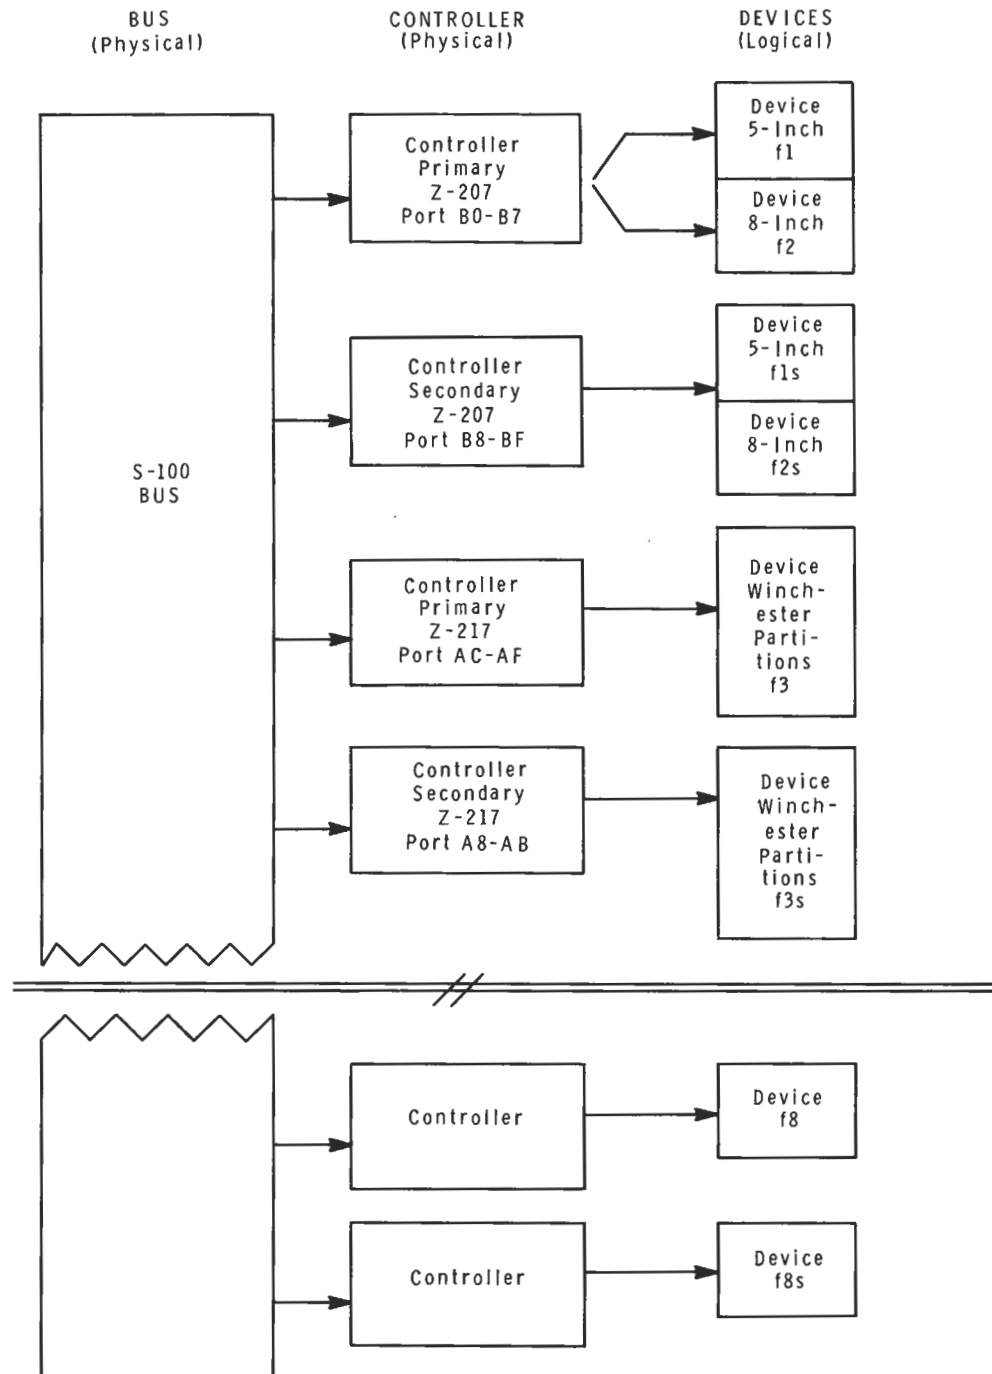 BUS
(Physical)
CONTROLLER
(Physical)
DEVICES
(Logical)
S-100
BUS
Controller
Primary
Z-207
Port B0-B7
Device
5-Inch
f1
Device
8-Inch
f2
Controller
Secondary
Z-207
Port B8-BF
Device
5-Inch
f1s
Device
8-Inch
f2s
Controller
Primary
Z-217
Port AC-AF
Device
Winch-
ester
Parti-
tions
f3
Controller
Secondary
Z-217
Port A8-AB
Device
Winch-
ester
Parti-
tions
f3s
Controller
Device
f8
Controller
Device
f8s